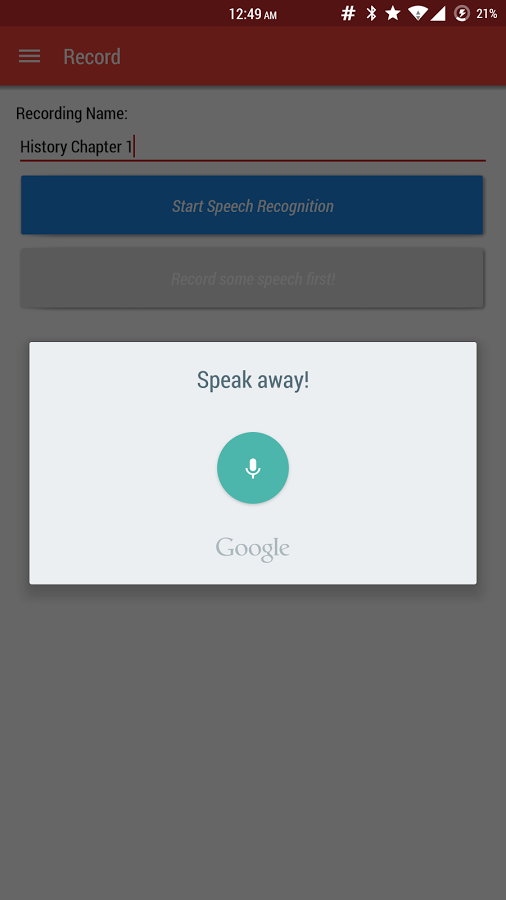 12:49 AM 21%
Record
Recording Name:
History Chapter 1
Start Speech Recognition
Record some speech first!
Speak away!
Google